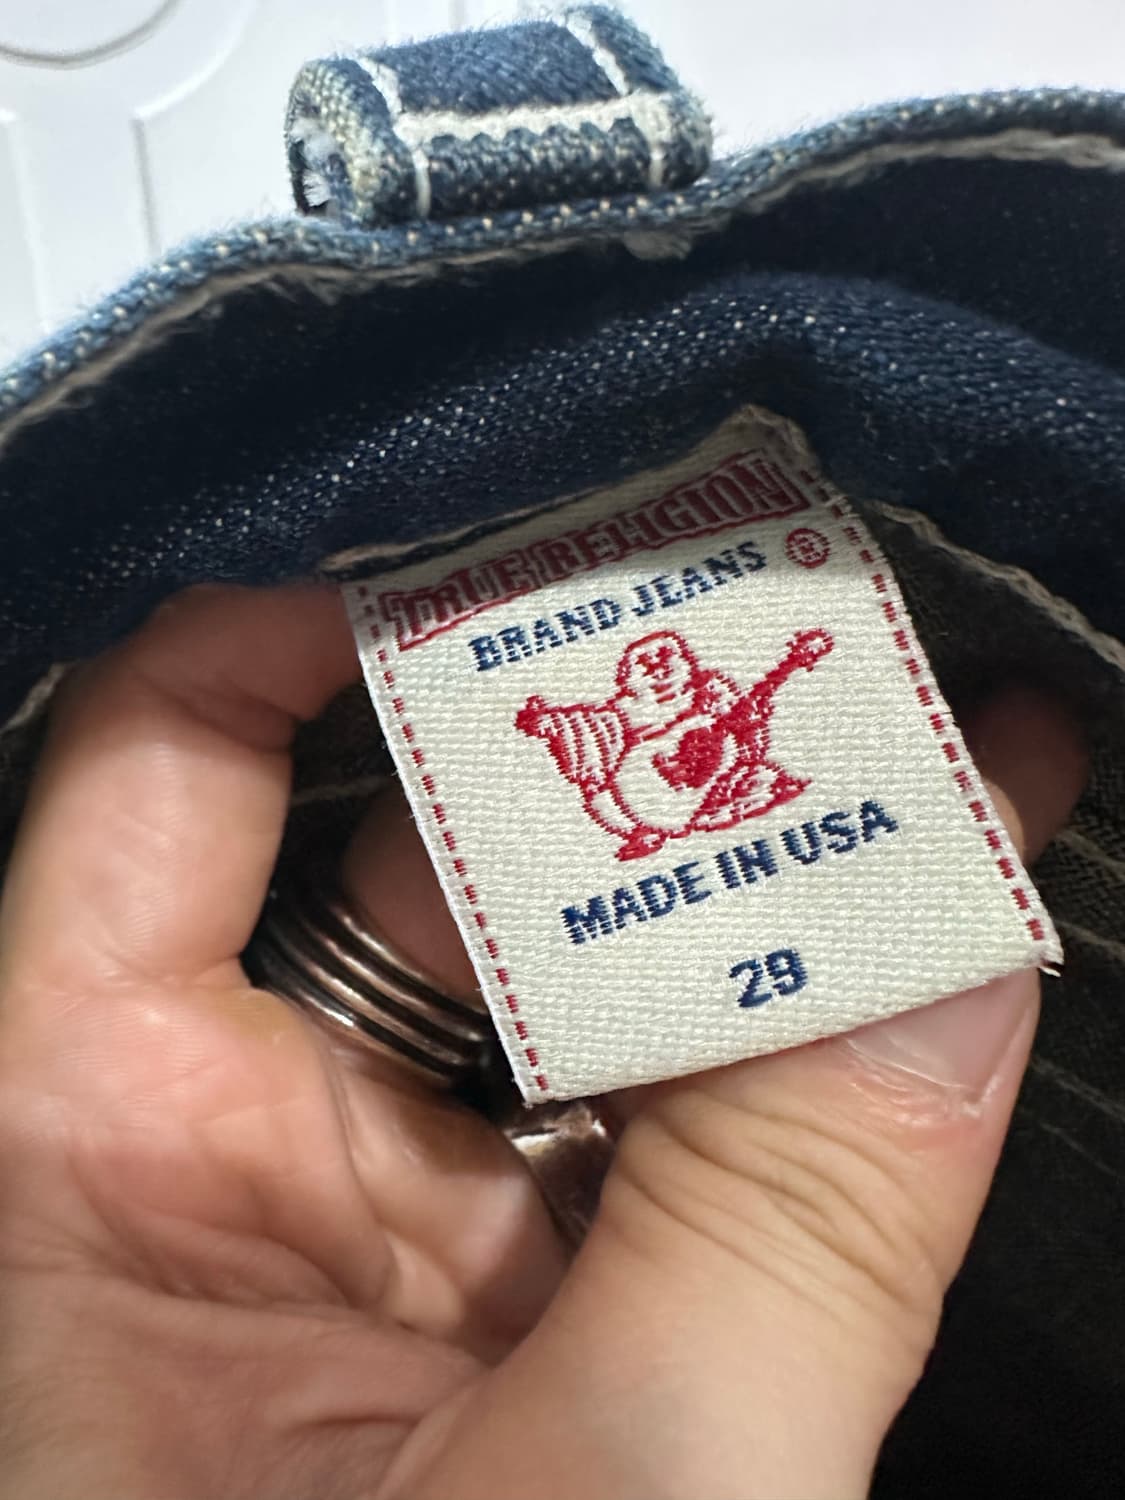 TRUE RELIGION
BRAND JEANS ®
MADE IN USA
29